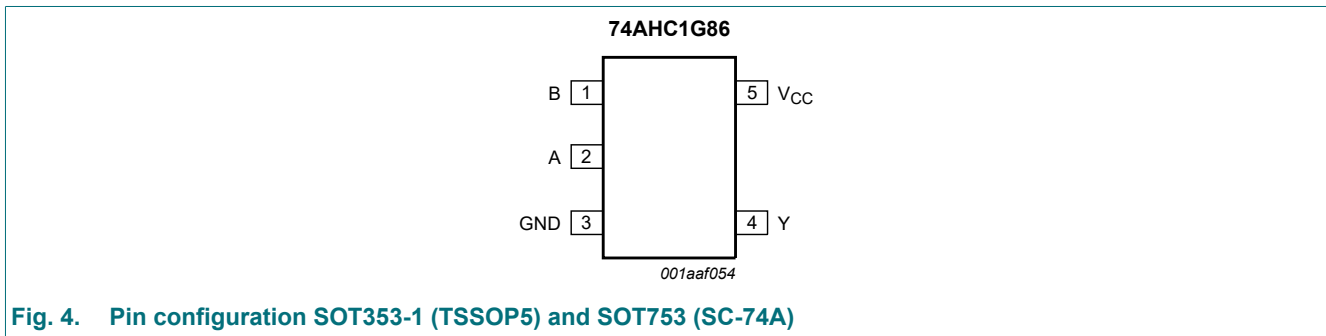 74AHC1G86
B 1
5 VCC
A 2
GND 3
4 Y
001aaf054
Fig. 4. Pin configuration SOT353-1 (TSSOP5) and SOT753 (SC-74A)